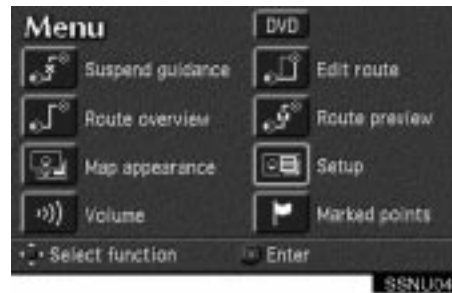 Menu DVD
Suspend guidance Edit route
Route overview Route preview
Map appearance Setup
Volume Marked points
Select function Enter
SSNU04